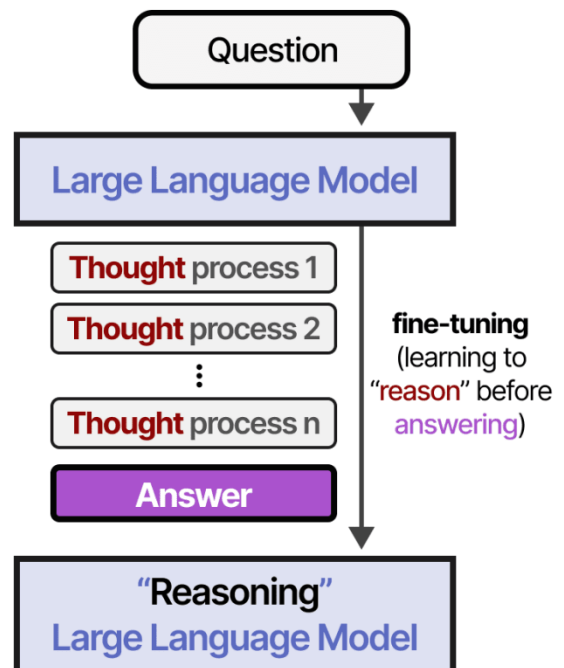 Question
Large Language Model
Thought process 1
Thought process 2
⋮
Thought process n
Answer
fine-tuning
(learning to
“reason” before
answering)
“Reasoning”
Large Language Model